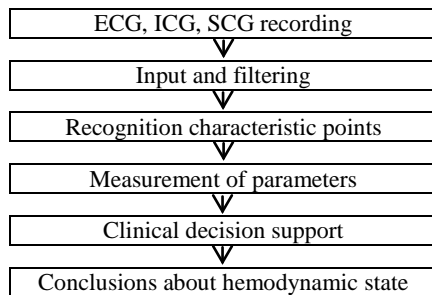 ECG, ICG, SCG recording
Input and filtering
Recognition characteristic points
Measurement of parameters
Clinical decision support
Conclusions about hemodynamic state